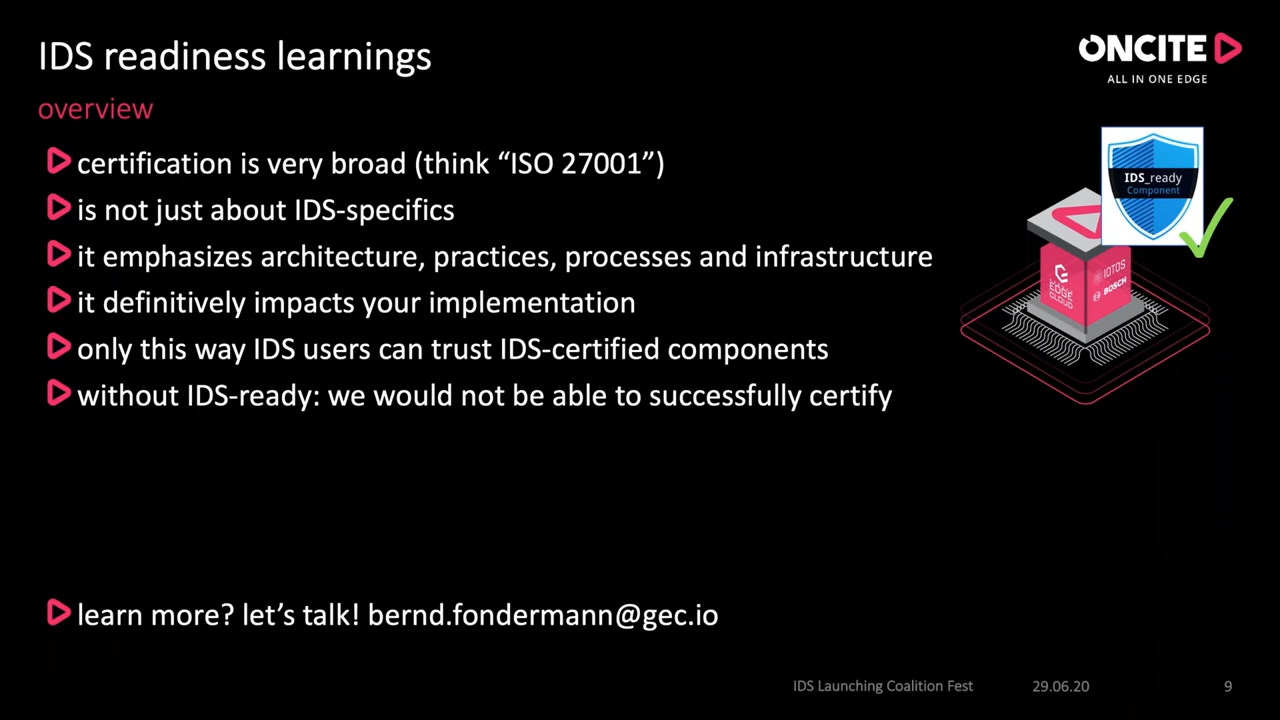 IDS readiness learnings
ONCITE
ALL IN ONE EDGE
overview
certification is very broad (think “ISO 27001”)
is not just about IDS-specifics
it emphasizes architecture, practices, processes and infrastructure
it definitively impacts your implementation
only this way IDS users can trust IDS-certified components
without IDS-ready: we would not be able to successfully certify
IDS_ready
Component
EDGE
CLOUD
IOTOS
BOSCH
learn more? let’s talk! bernd.fondermann@gec.io
IDS Launching Coalition Fest
29.06.20
9